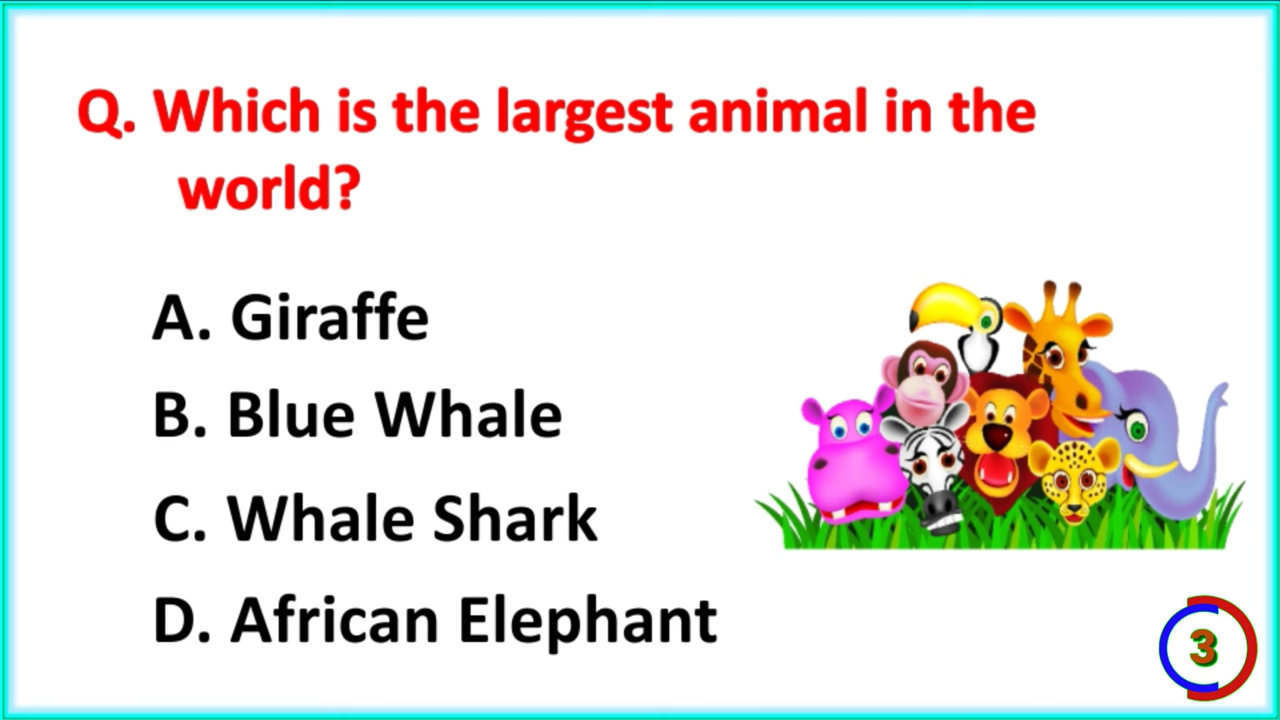 Q. Which is the largest animal in the
world?
A. Giraffe
B. Blue Whale
C. Whale Shark
D. African Elephant
3